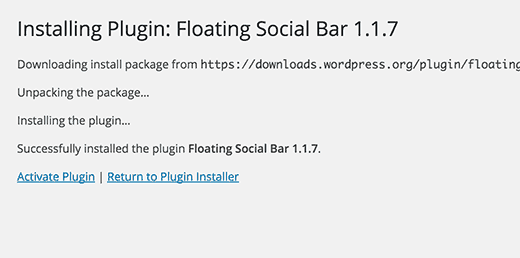 Installing Plugin: Floating Social Bar 1.1.7
Downloading install package from https://downloads.wordpress.org/plugin/floating
Unpacking the package…
Installing the plugin…
Successfully installed the plugin Floating Social Bar 1.1.7.
Activate Plugin | Return to Plugin Installer